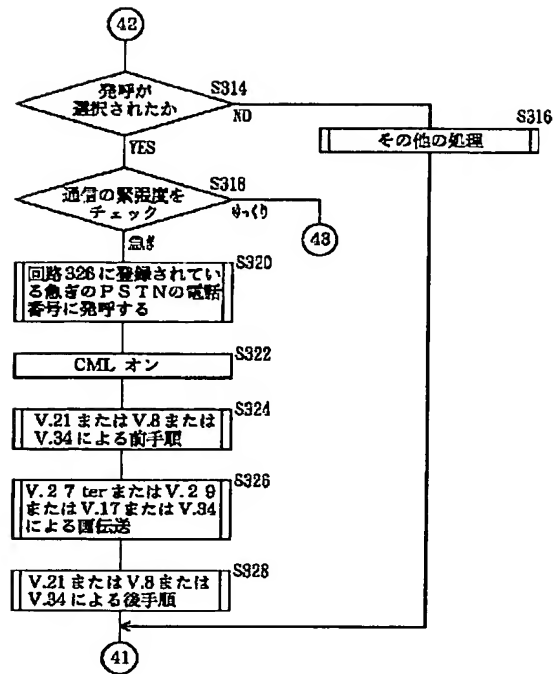 42
発呼が
選択されたか
S314
NO
S316
その他の処理
YES
通信の緊張度を
チェック
S318
ゆっくり
43
急ぎ
回路326に登録されてい
る急ぎのPSTNの電話
番号に発呼する
S320
CML オン
S322
V.21またはV.8または
V.34による前手順
S324
V.27terまたはV.29
またはV.17またはV.34
による画伝送
S326
V.21またはV.8または
V.34による後手順
S328
41